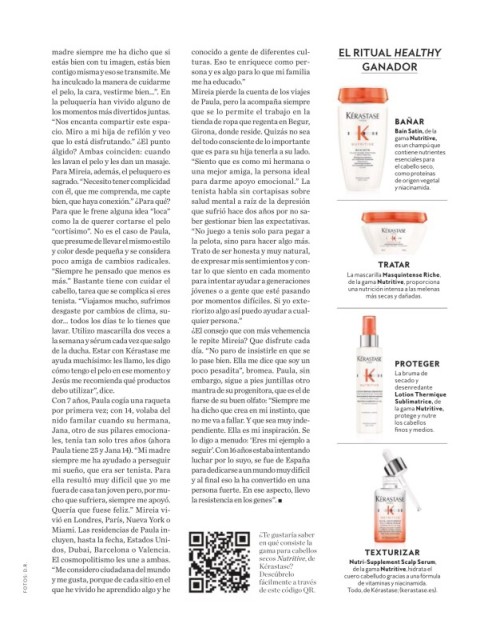 madre siempre me ha dicho que si
estás bien con tu imagen, estás bien
contigo misma y eso se transmite. Me
ha inculcado la manera de cuidarme
el pelo, la cara, vestirme bien...”. En
la peluquería han vivido alguno de
los momentos más divertidos juntas.
“Nos encanta compartir este espa-
cio. Miro a mi hija de refilón y veo
que lo está disfrutando.” ¿El punto
álgido? Ambas coinciden: cuando
les lavan el pelo y les dan un masaje.
Para Mireia, además, el peluquero es
sagrado. “Necesito tener complicidad
con él, que me comprenda, me capte
bien, que haya conexión.” ¿Para qué?
Para que le frene alguna idea “loca”
como la de querer cortarse el pelo
“cortísimo”. No es el caso de Paula,
que presume de llevar el mismo estilo
y color desde pequeña y se considera
poco amiga de cambios radicales.
“Siempre he pensado que menos es
más.” Bastante tiene con cuidar el
cabello, tarea que se complica si eres
tenista. “Viajamos mucho, sufrimos
desgaste por cambios de clima, su-
dor... todos los días te lo tienes que
lavar. Utilizo mascarilla dos veces a
la semana y sérum cada vez que salgo
de la ducha. Estar con Kérastase me
ayuda muchísimo: les llamo, les digo
cómo tengo el pelo en ese momento y
Jesús me recomienda qué productos
debo utilizar”, dice.
Con 7 años, Paula cogía una raqueta
por primera vez; con 14, volaba del
nido familar cuando su hermana,
Jana, otro de sus pilares emociona-
les, tenía tan solo tres años (ahora
Paula tiene 25 y Jana 14). “Mi madre
siempre me ha ayudado a perseguir
mi sueño, que era ser tenista. Para
ella resultó muy difícil que yo me
fuera de casa tan joven pero, por mu-
cho que sufriera, siempre me apoyó.
Quería que fuese feliz.” Mireia vi-
vió en Londres, París, Nueva York o
Miami. Las residencias de Paula in-
cluyen, hasta la fecha, Estados Uni-
dos, Dubai, Barcelona o Valencia.
El cosmopolitismo les une a ambas.
“Me considero ciudadana del mundo
y me gusta, porque de cada sitio en el
que he vivido he aprendido algo y he
FOTOS: D.R.
conocido a gente de diferentes cul-
turas. Eso te enriquece como per-
sona y es algo para lo que mi familia
me ha educado.”
Mireia pierde la cuenta de los viajes
de Paula, pero la acompaña siempre
que se lo permite el trabajo en la
tienda de ropa que regenta en Begur,
Girona, donde reside. Quizás no sea
del todo consciente de lo importante
que es para su hija tenerla a su lado.
“Siento que es como mi hermana o
una mejor amiga, la persona ideal
para darme apoyo emocional.” La
tenista habla sin cortapisas sobre
salud mental a raíz de la depresión
que sufrió hace dos años por no sa-
ber gestionar bien las expectativas.
“No juego a tenis solo para pegar a
la pelota, sino para hacer algo más.
Trato de ser honesta y muy natural,
de expresar mis sentimientos y con-
tar lo que siento en cada momento
para intentar ayudar a generaciones
jóvenes o a gente que esté pasando
por momentos difíciles. Si yo exte-
riorizo algo así puedo ayudar a cual-
quier persona.”
¿El consejo que con más vehemencia
le repite Mireia? Que disfrute cada
día. “No paro de insistirle en que se
lo pase bien. Ella me dice que soy un
poco pesadita”, bromea. Paula, sin
embargo, sigue a pies juntillas otro
mantra de su progenitora, que es el de
fiarse de su buen olfato: “Siempre me
ha dicho que crea en mi instinto, que
no me va a fallar. Y que sea muy inde-
pendiente. Ella es mi inspiración. Se
lo digo a menudo: ‘Eres mi ejemplo a
seguir’. Con 16 años estaba intentando
luchar por lo suyo, se fue de España
para dedicarse a un mundo muy difícil
y al final eso la ha convertido en una
persona fuerte. En ese aspecto, llevo
la resistencia en los genes”. ■
¿Te gustaría saber
en qué consiste la
gama para cabellos
secos Nutritive, de
Kérastase?
Descúbrelo
fácilmente a través
de este código QR.
EL RITUAL HEALTHY
GANADOR
KÉRASTASE
NUTRITIVE
BAÑAR
Bain Satin, de la
gama Nutritive,
es un champú que
contiene nutrientes
esenciales para
el cabello seco,
como proteínas
de origen vegetal
y niacinamida.
KÉRASTASE
TRATAR
La mascarilla Masquintense Riche,
de la gama Nutritive, proporciona
una nutrición intensa a las melenas
más secas y dañadas.
KÉRASTASE
PROTEGER
La bruma de
secado y
desenredante
Lotion Thermique
Sublimatrice, de
la gama Nutritive,
protege y nutre
los cabellos
finos y medios.
KÉRASTASE
TEXTURIZAR
Nutri-Supplement Scalp Serum,
de la gama Nutritive, hidrata el
cuero cabelludo gracias a una fórmula
de vitaminas y niacinamida.
Todo, de Kérastase (kerastase.es).